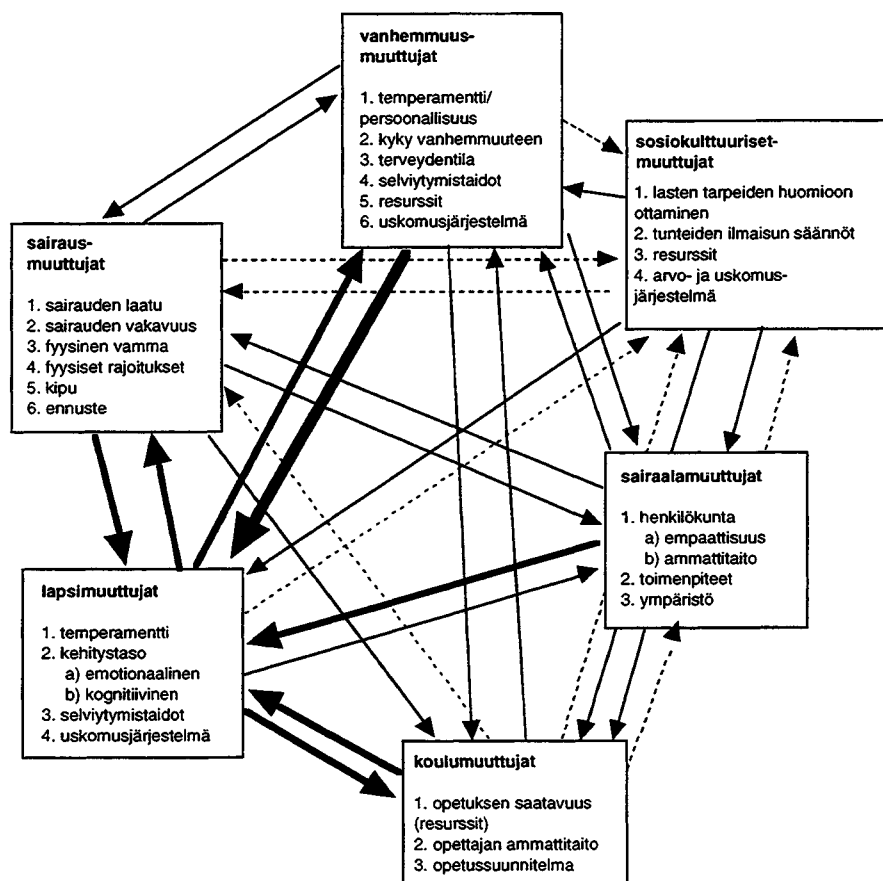 vanhemmuus-
muuttujat
1. temperamentti/
persoonallisuus
2. kyky vanhemmuuteen
3. terveydentila
4. selviytymistaidot
5. resurssit
6. uskomusjärjestelmä
sosiokulttuuriset-
muuttujat
1. lasten tarpeiden huomioon
ottaminen
2. tunteiden ilmaisun säännöt
3. resurssit
4. arvo- ja uskomus-
järjestelmä
sairaus-
muuttujat
1. sairauden laatu
2. sairauden vakavuus
3. fyysinen vamma
4. fyysiset rajoitukset
5. kipu
6. ennuste
sairaalamuuttujat
1. henkilökunta
a) empaattisuus
b) ammattitaito
2. toimenpiteet
3. ympäristö
lapsimuuttujat
1. temperamentti
2. kehitystaso
a) emotionaalinen
b) kognitiivinen
3. selviytymistaidot
4. uskomusjärjestelmä
koulumuuttujat
1. opetuksen saatavuus
(resurssit)
2. opettajan ammattitaito
3. opetussuunnitelma